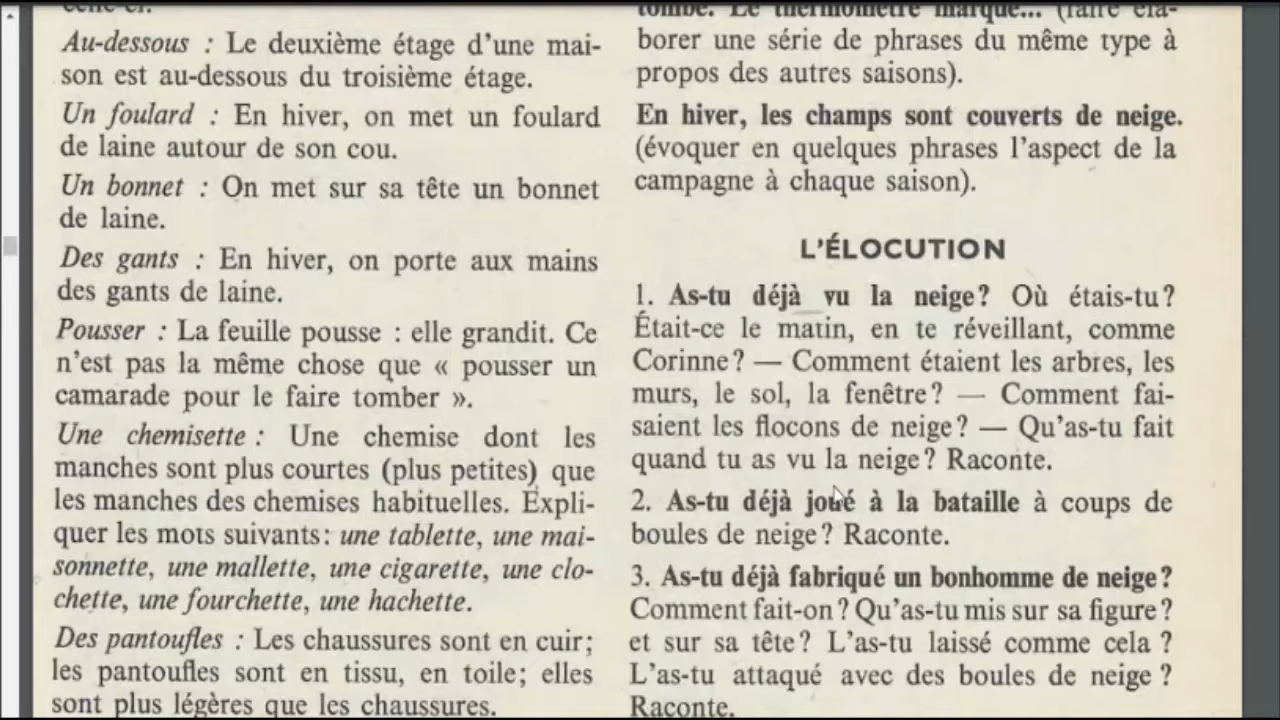 celle-ci.
Au-dessous : Le deuxième étage d'une mai-
son est au-dessous du troisième étage.
Un foulard : En hiver, on met un foulard
de laine autour de son cou.
Un bonnet : On met sur sa tête un bonnet
de laine.
Des gants : En hiver, on porte aux mains
des gants de laine.
Pousser : La feuille pousse : elle grandit. Ce
n'est pas la même chose que « pousser un
camarade pour le faire tomber ».
Une chemisette : Une chemise dont les
manches sont plus courtes (plus petites) que
les manches des chemises habituelles. Expli-
quer les mots suivants : une tablette, une mai-
sonnette, une mallette, une cigarette, une clo-
chette, une fourchette, une hachette.
Des pantoufles : Les chaussures sont en cuir ;
les pantoufles sont en tissu, en toile ; elles
sont plus légères que les chaussures.
tombe. Le thermomètre marque... (faire éla-
borer une série de phrases du même type à
propos des autres saisons).
En hiver, les champs sont couverts de neige.
(évoquer en quelques phrases l'aspect de la
campagne à chaque saison).
L'ÉLOCUTION
1. As-tu déjà vu la neige ? Où étais-tu ?
Était-ce le matin, en te réveillant, comme
Corinne ? — Comment étaient les arbres, les
murs, le sol, la fenêtre ? — Comment fai-
saient les flocons de neige ? — Qu'as-tu fait
quand tu as vu la neige ? Raconte.
2. As-tu déjà joué à la bataille à coups de
boules de neige ? Raconte.
3. As-tu déjà fabriqué un bonhomme de neige ?
Comment fait-on ? Qu'as-tu mis sur sa figure ?
et sur sa tête ? L'as-tu laissé comme cela ?
L'as-tu attaqué avec des boules de neige ?
Raconte.